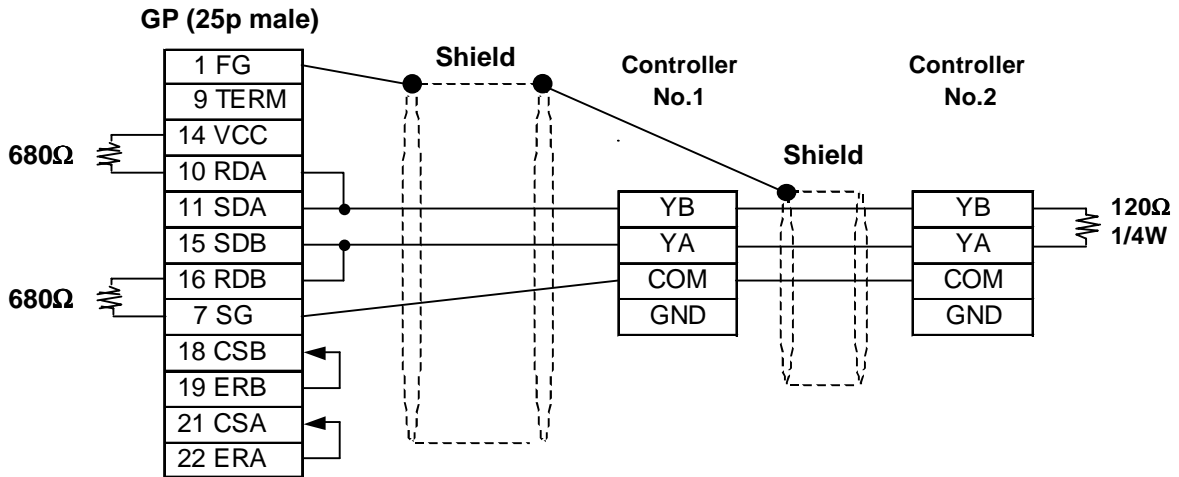 GP (25p male)
1 FG
9 TERM
14 VCC
10 RDA
11 SDA
15 SDB
16 RDB
7 SG
18 CSB
19 ERB
21 CSA
22 ERA
680Ω
680Ω
Shield
Controller
No.1
YB
YA
COM
GND
Shield
Controller
No.2
YB
YA
COM
GND
120Ω
1/4W